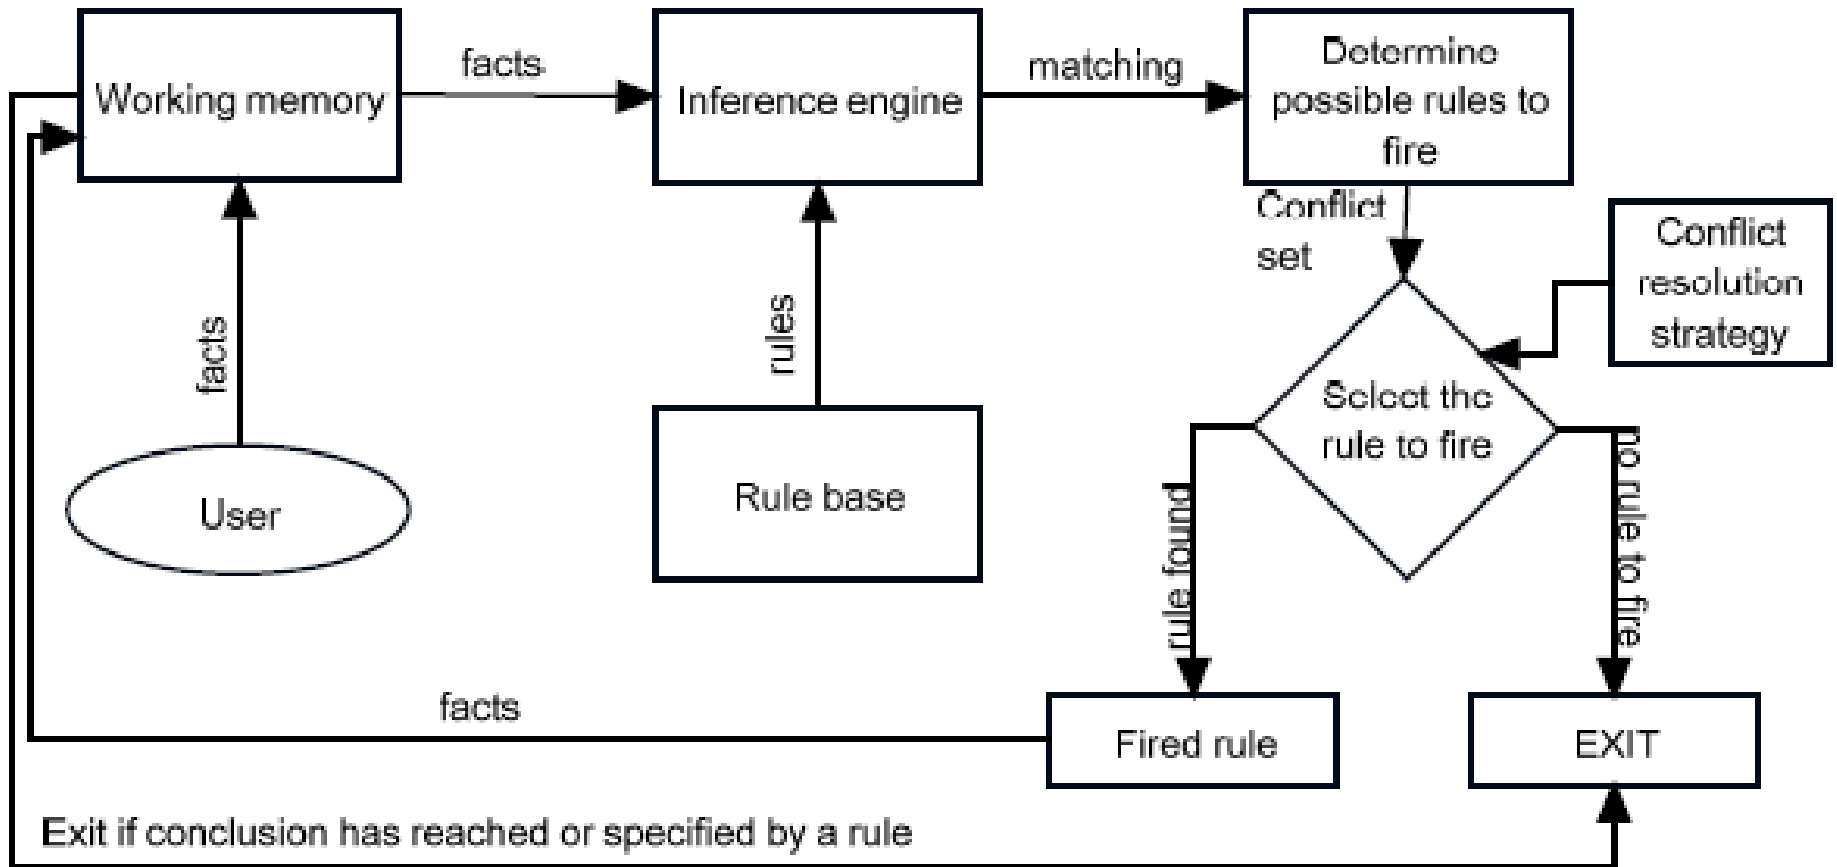 facts
matching
Determine
possible rules to
fire
Working memory
Inference engine
Conflict
set
Conflict
resolution
strategy
facts
rules
Select the
rule to fire
no rule to fire
rule found
User
Rule base
facts
Fired rule
EXIT
Exit if conclusion has reached or specified by a rule